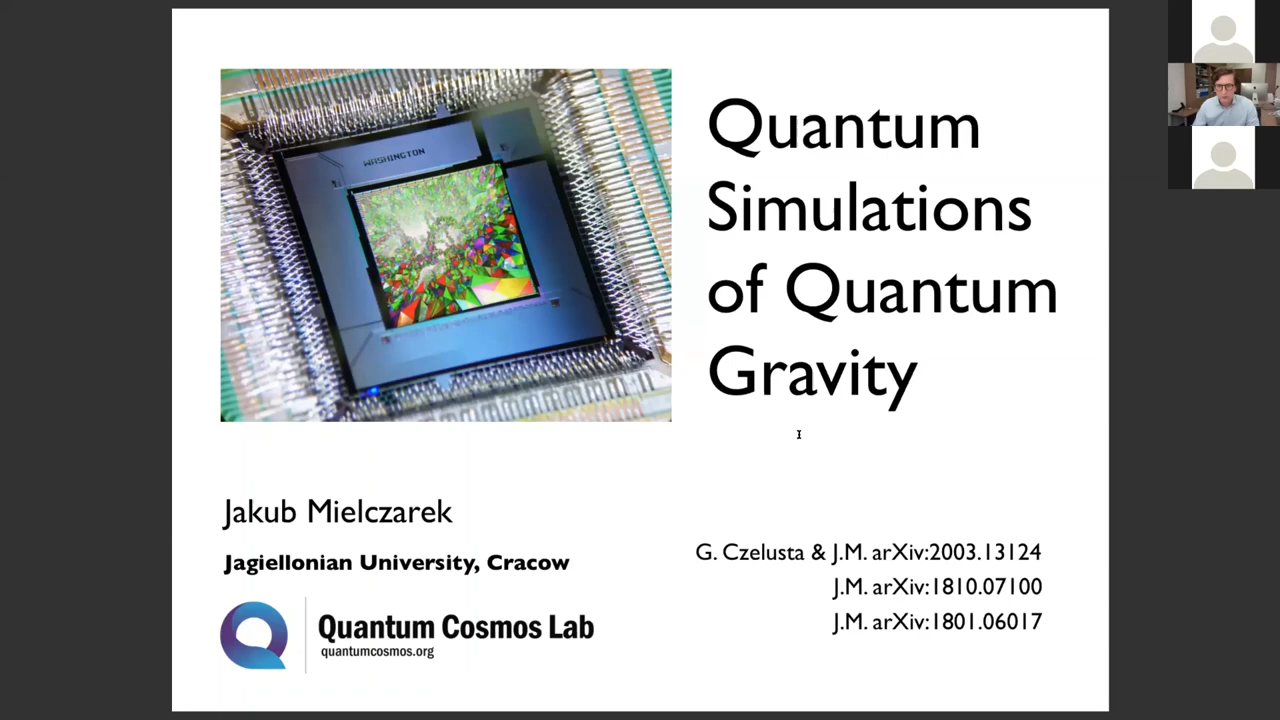 WASHINGTON
Quantum
Simulations
of Quantum
Gravity
Jakub Mielczarek
Jagiellonian University, Cracow
Quantum Cosmos Lab
quantumcosmos.org
G. Czelusta & J.M. arXiv:2003.13124
J.M. arXiv:1810.07100
J.M. arXiv:1801.06017